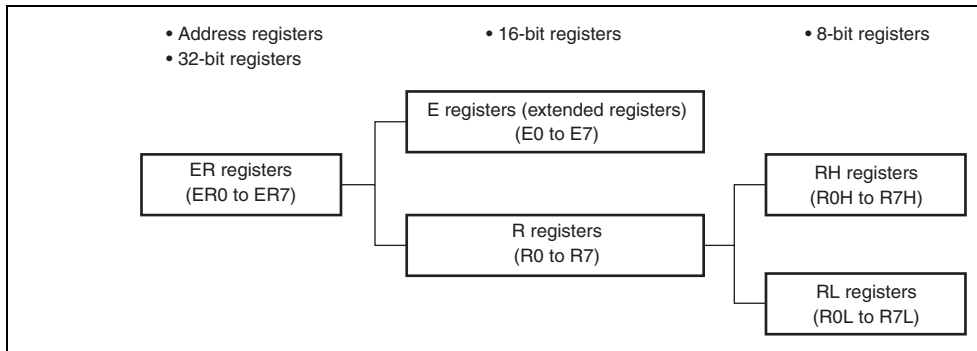 • Address registers
• 32-bit registers
• 16-bit registers
• 8-bit registers
E registers (extended registers)
(E0 to E7)
ER registers
(ER0 to ER7)
RH registers
(R0H to R7H)
R registers
(R0 to R7)
RL registers
(R0L to R7L)